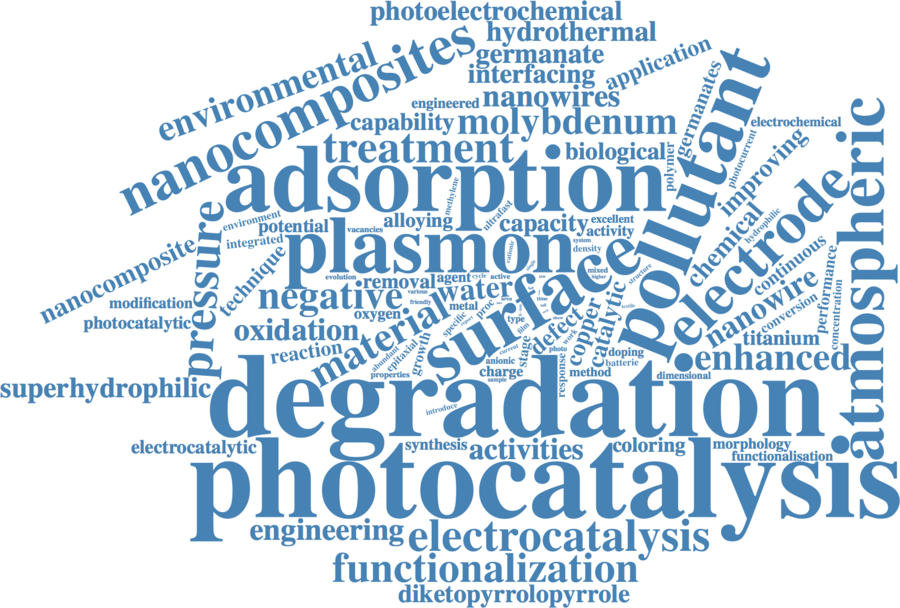 photoelectrochemical
hydrothermal
germanate
interfacing
application
environmental
nanocomposites
engineered
nanowires
capability
molybdenum
treatment
biological
adsorption
pollutant
germanates
polymer
photocurrent
electrochemical
improving
atmospheric
methylene
ultrafast
environment
integrated
potential
vacancies
alloying
capacity
excellent
activity
plasmon
system
density
cationic
surface
electrode
chemical
hydrophilic
continuous
pressure
nanocomposite
technique
modification
photocatalytic
evolution
removal
agent
cycle
active
various
water
mixed
higher
structure
negative
friendly
oxygen
metal
material
oxidation
reaction
abundant
epitaxial
properties
growth
specific
proc
type
time
film
current
stage
defect
photo
work
copper
catalytic
doping
batterie
nanowire
conversion
performance
concentration
titanium
enhanced
dimensional
method
response
anionic
charge
sample
superhydrophilic
degradation
introduce
electrocatalytic
synthesis
activities
coloring
morphology
functionalisation
photocatalysis
engineering
electrocatalysis
functionalization
diketopyrrolopyrrole